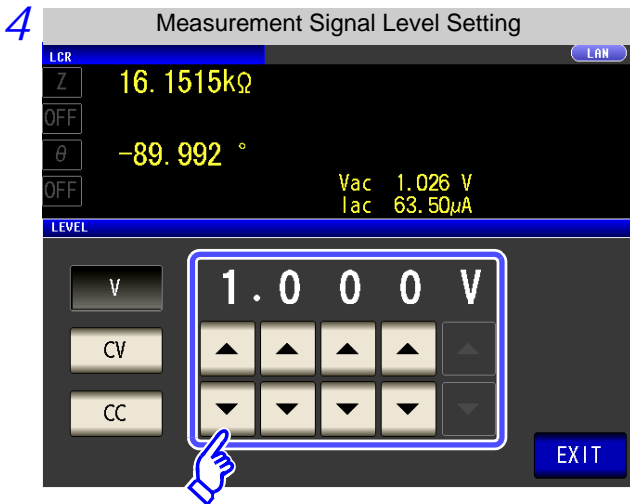 4 Measurement Signal Level Setting
LCR LAN
Z 16.1515kΩ
OFF
θ -89.992 °
OFF Vac 1.026 V
Iac 63.50μA
LEVEL
V 1.000 V
CV
CC
EXIT